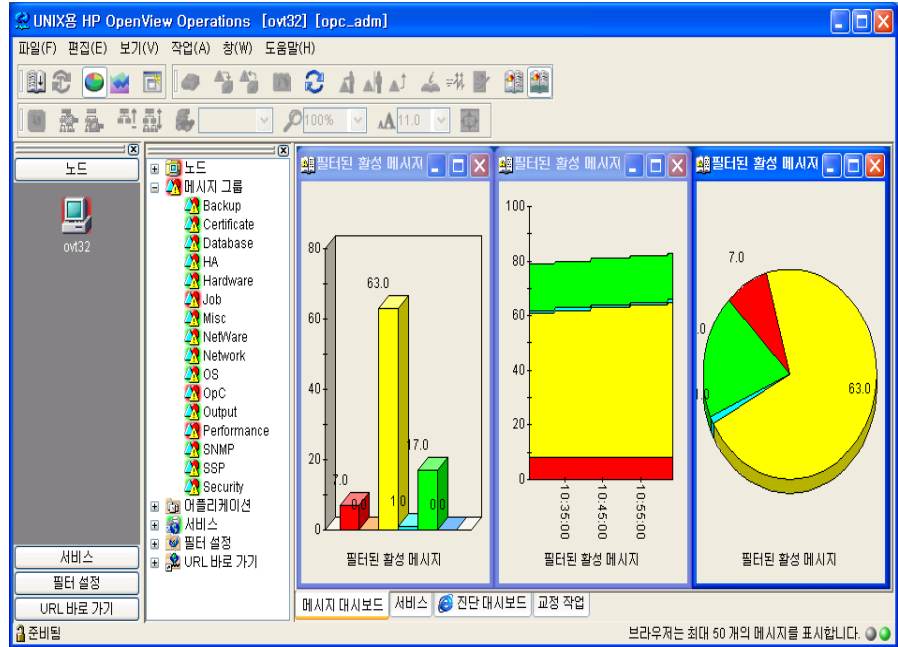 UNIX용 HP OpenView Operations [ovt32] [opc_adm]
파일(F) 편집(E) 보기(V) 작업(A) 창(W) 도움말(H)
100%
11.0
노드
ovt32
서비스
필터 설정
URL 바로 가기
노드
메시지 그룹
Backup
Certificate
Database
HA
Hardware
Job
Misc
NetWare
Network
OS
OpC
Output
Performance
SNMP
SSP
Security
어플리케이션
서비스
필터 설정
URL 바로 가기
필터된 활성 메시지
80
60
40
20
0
7.0
0.0
63.0
1.0
17.0
0.0
필터된 활성 메시지
필터된 활성 메시지
100
80
60
40
20
0
10:35:00
10:45:00
10:55:00
필터된 활성 메시지
필터된 활성 메시지
7.0
.0
1.0
63.0
필터된 활성 메시지
메시지 대시보드 서비스 진단 대시보드 교정 작업
준비됨
브라우저는 최대 50 개의 메시지를 표시합니다.